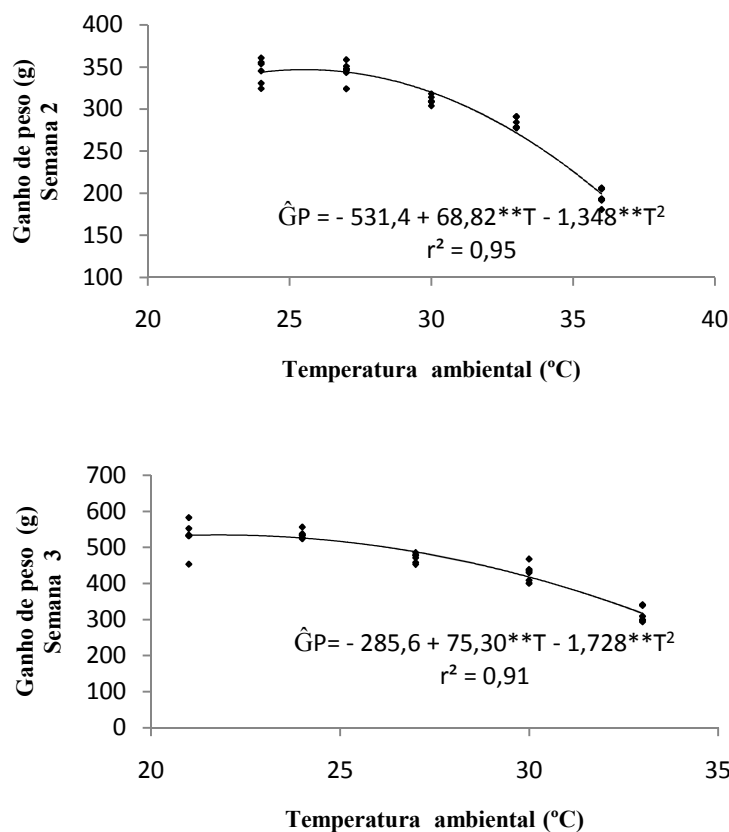 Ganho de peso (g)
Semana 2
400
350
300
250
200
150
100
ĜP = - 531,4 + 68,82**T - 1,348**T²
r² = 0,95
20
25
30
35
40
Temperatura ambiental (ºC)
Ganho de peso (g)
Semana 3
700
600
500
400
300
200
100
0
ĜP= - 285,6 + 75,30**T - 1,728**T²
r² = 0,91
20
25
30
35
Temperatura ambiental (ºC)